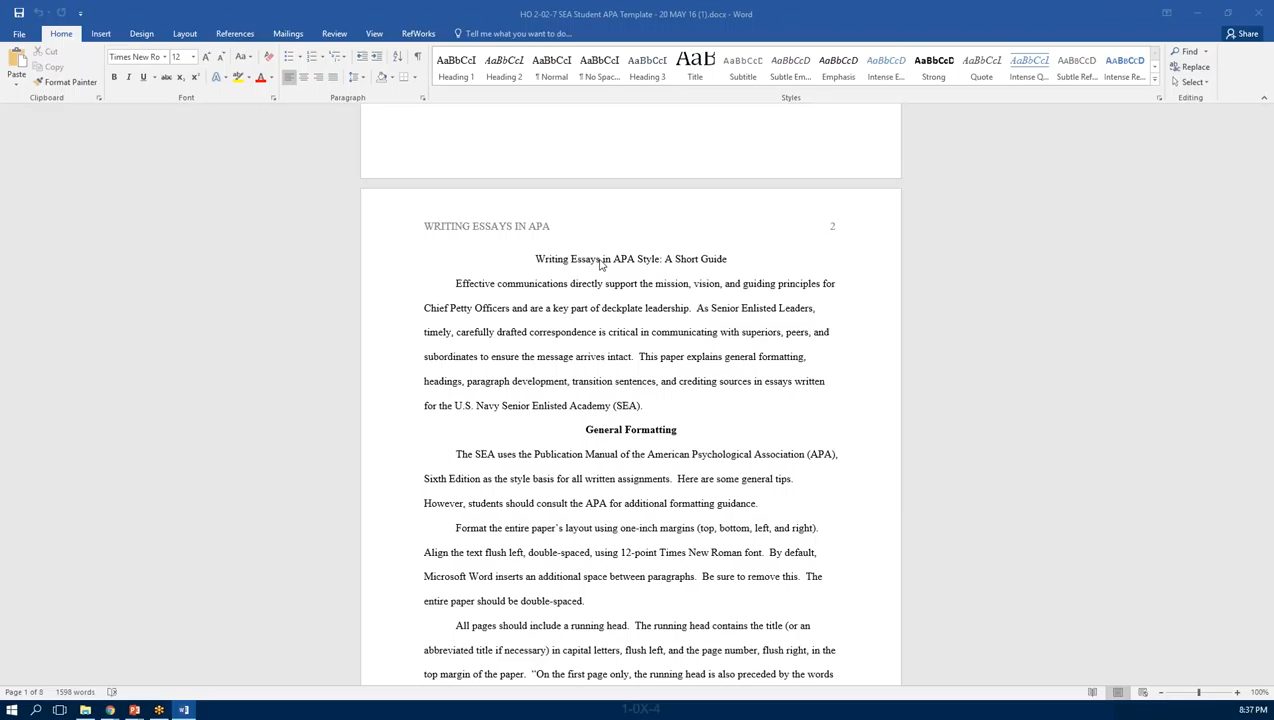 HO 2-02-7 SEA Student APA Template - 20 MAY 16 (1).docx - Word
File Home Insert Design Layout References Mailings Review View RefWorks Tell me what you want to do... Share
Paste Cut Copy Format Painter
Times New Ro 12
AaBbCcI AaBbCcL AaBbCcI AaBbCcI AaBbCcI AaB AaBbCcD AaBbCcD AaBbCcD AaBbCcD AaBbCcD AaBbCcD AaBbCcI AaBbCcD AaBbCcD
Heading 1 Heading 2 ¶ Normal ¶ No Spac... Heading 3 Title Subtitle Subtle Em... Emphasis Intense E... Strong Quote Intense Q... Subtle Ref... Intense Re...
Find Replace Select
Clipboard Font Paragraph Styles Editing
WRITING ESSAYS IN APA 2
Writing Essays in APA Style: A Short Guide
Effective communications directly support the mission, vision, and guiding principles for
Chief Petty Officers and are a key part of deckplate leadership. As Senior Enlisted Leaders,
timely, carefully drafted correspondence is critical in communicating with superiors, peers, and
subordinates to ensure the message arrives intact. This paper explains general formatting,
headings, paragraph development, transition sentences, and crediting sources in essays written
for the U.S. Navy Senior Enlisted Academy (SEA).
General Formatting
The SEA uses the Publication Manual of the American Psychological Association (APA),
Sixth Edition as the style basis for all written assignments. Here are some general tips.
However, students should consult the APA for additional formatting guidance.
Format the entire paper's layout using one-inch margins (top, bottom, left, and right).
Align the text flush left, double-spaced, using 12-point Times New Roman font. By default,
Microsoft Word inserts an additional space between paragraphs. Be sure to remove this. The
entire paper should be double-spaced.
All pages should include a running head. The running head contains the title (or an
abbreviated title if necessary) in capital letters, flush left, and the page number, flush right, in the
top margin of the paper. "On the first page only, the running head is also preceded by the words
Page 1 of 8 1598 words 100%
1-0X-4
8:37 PM